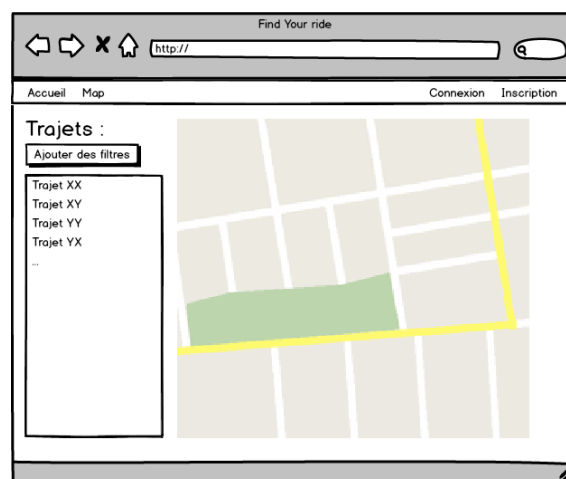 Find Your ride
http://
Accueil Map Connexion Inscription
Trajets :
Ajouter des filtres
Trajet XX
Trajet XY
Trajet YY
Trajet YX
...